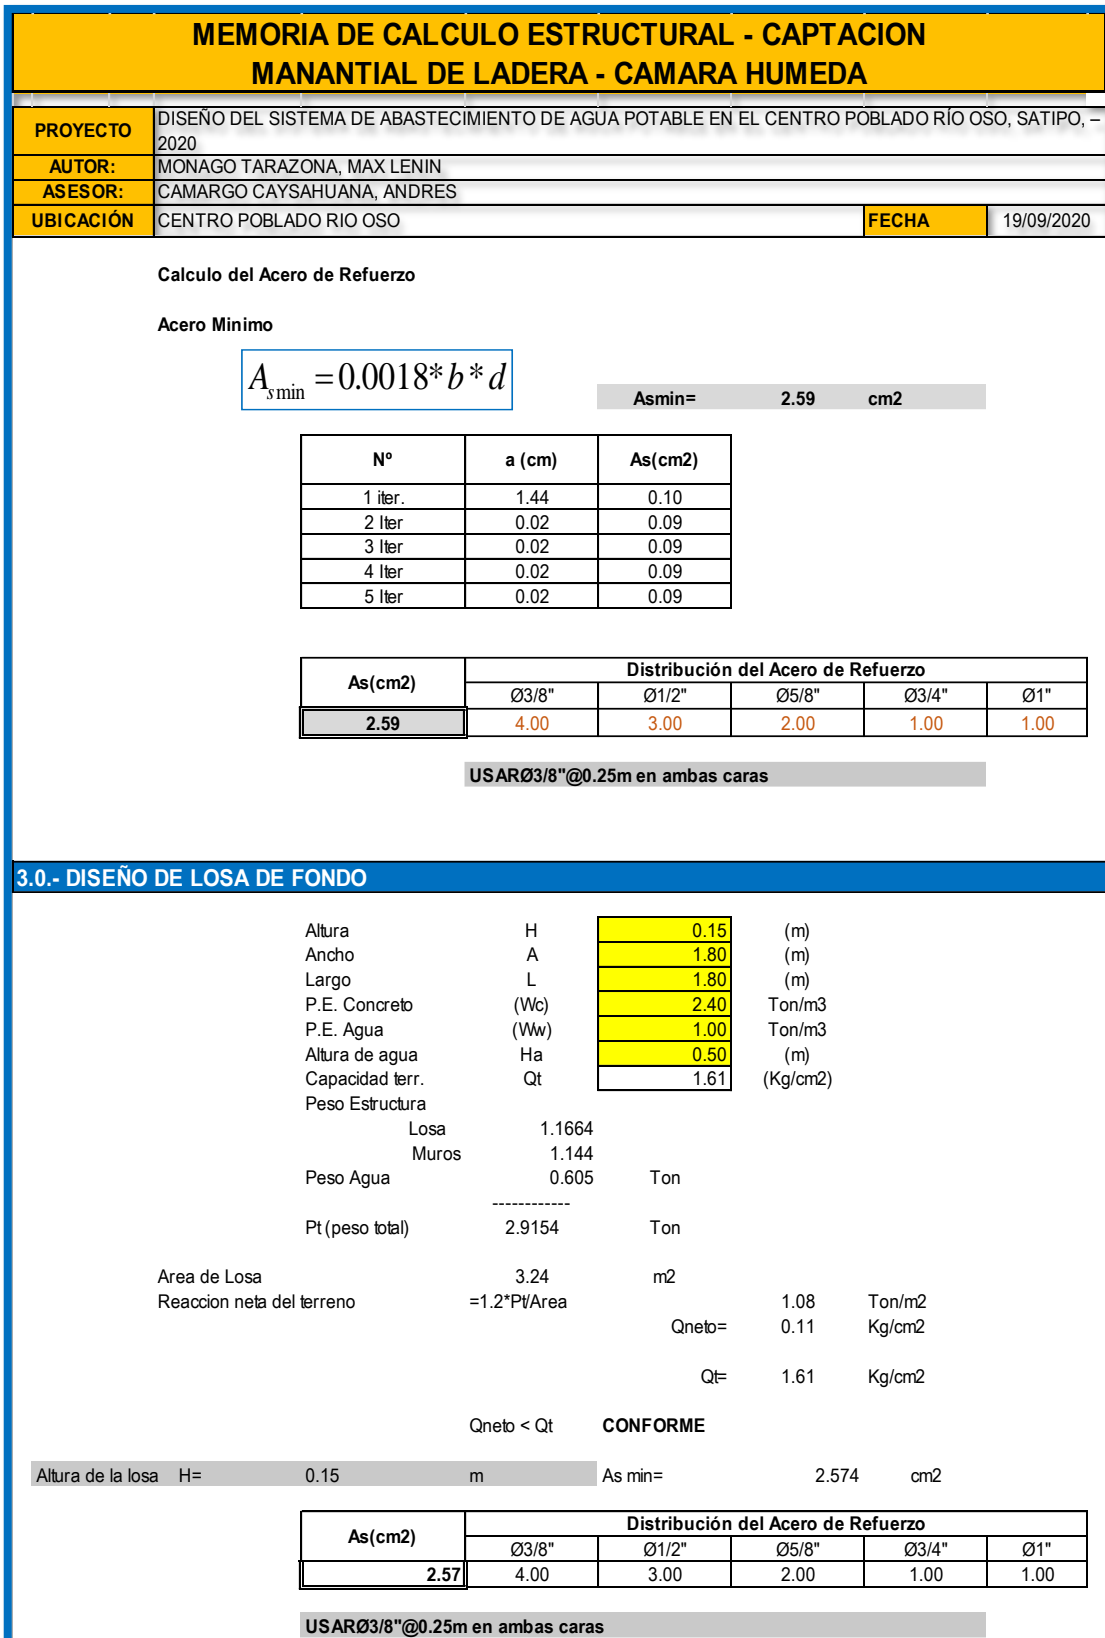 MEMORIA DE CALCULO ESTRUCTURAL - CAPTACION
MANANTIAL DE LADERA - CAMARA HUMEDA
PROYECTO DISEÑO DEL SISTEMA DE ABASTECIMIENTO DE AGUA POTABLE EN EL CENTRO POBLADO RÍO OSO, SATIPO, –
2020
AUTOR: MONAGO TARAZONA, MAX LENIN
ASESOR: CAMARGO CAYSAHUANA, ANDRES
UBICACIÓN CENTRO POBLADO RIO OSO FECHA 19/09/2020
Calculo del Acero de Refuerzo
Acero Minimo
A_smin = 0.0018* b * d
Asmin= 2.59 cm2
Nº a (cm) As(cm2)
1 iter. 1.44 0.10
2 Iter 0.02 0.09
3 Iter 0.02 0.09
4 Iter 0.02 0.09
5 Iter 0.02 0.09
As(cm2) Distribución del Acero de Refuerzo
Ø3/8" Ø1/2" Ø5/8" Ø3/4" Ø1"
2.59 4.00 3.00 2.00 1.00 1.00
USARØ3/8"@0.25m en ambas caras
3.0.- DISEÑO DE LOSA DE FONDO
Altura H 0.15 (m)
Ancho A 1.80 (m)
Largo L 1.80 (m)
P.E. Concreto (Wc) 2.40 Ton/m3
P.E. Agua (Ww) 1.00 Ton/m3
Altura de agua Ha 0.50 (m)
Capacidad terr. Qt 1.61 (Kg/cm2)
Peso Estructura
Losa 1.1664
Muros 1.144
Peso Agua 0.605 Ton
------------
Pt (peso total) 2.9154 Ton
Area de Losa 3.24 m2
Reaccion neta del terreno =1.2*Pt/Area 1.08 Ton/m2
Qneto= 0.11 Kg/cm2
Qt= 1.61 Kg/cm2
Qneto < Qt CONFORME
Altura de la losa H= 0.15 m As min= 2.574 cm2
As(cm2) Distribución del Acero de Refuerzo
Ø3/8" Ø1/2" Ø5/8" Ø3/4" Ø1"
2.57 4.00 3.00 2.00 1.00 1.00
USARØ3/8"@0.25m en ambas caras